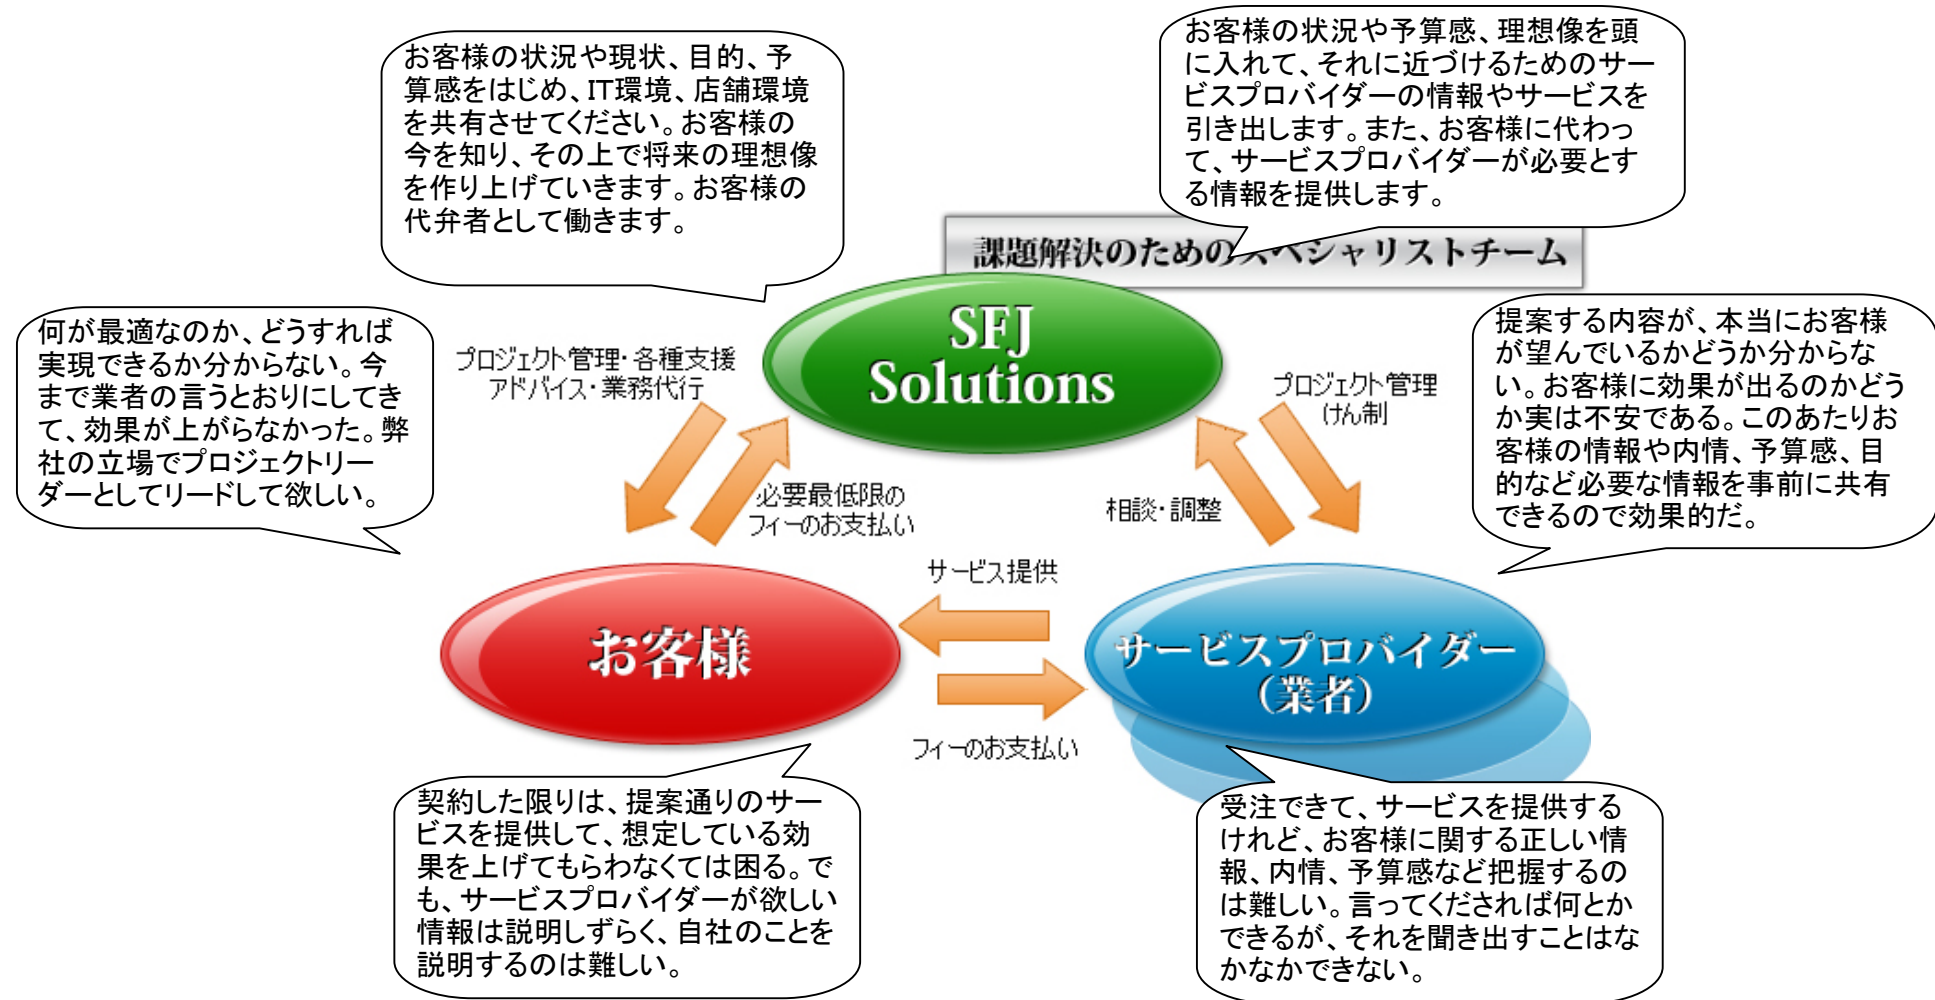 お客様の状況や現状、目的、予
算感をはじめ、IT環境、店舗環境
を共有させてください。お客様の
今を知り、その上で将来の理想像
を作り上げていきます。お客様の
代弁者として働きます。
お客様の状況や予算感、理想像を頭
に入れて、それに近づけるためのサー
ビスプロバイダーの情報やサービスを
引き出します。また、お客様に代わっ
て、サービスプロバイダーが必要とす
る情報を提供します。
課題解決のためのスペシャリストチーム
SFJ
Solutions
何が最適なのか、どうすれば
実現できるか分からない。今
まで業者の言うとおりにしてき
て、効果が上がらなかった。弊
社の立場でプロジェクトリー
ダーとしてリードして欲しい。
プロジェクト管理・各種支援
アドバイス・業務代行
プロジェクト管理
けん制
提案する内容が、本当にお客様
が望んでいるかどうか分からな
い。お客様に効果が出るのかどう
か実は不安である。このあたりお
客様の情報や内情、予算感、目
的など必要な情報を事前に共有
できるので効果的だ。
必要最低限の
フィーのお支払い
相談・調整
サービス提供
お客様
サービスプロバイダー
（業者）
フィーのお支払い
契約した限りは、提案通りのサー
ビスを提供して、想定している効
果を上げてもらわなくては困る。で
も、サービスプロバイダーが欲しい
情報は説明しずらく、自社のことを
説明するのは難しい。
受注できて、サービスを提供する
けれど、お客様に関する正しい情
報、内情、予算感など把握するの
は難しい。言ってくだされば何とか
できるが、それを聞き出すことはな
かなかできない。